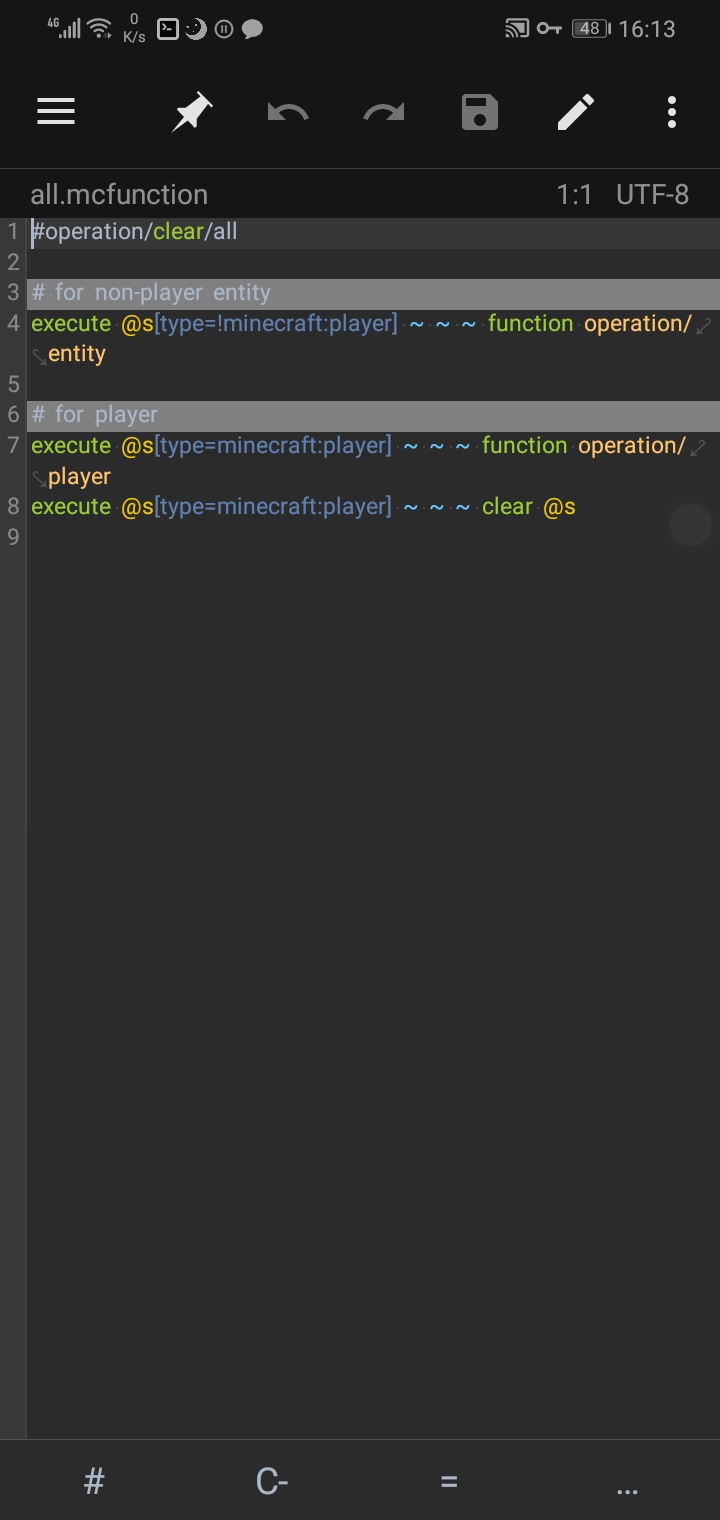 4G 0 K/s 48 16:13
all.mcfunction 1:1 UTF-8
1 #operation/clear/all
2
3 # for non-player entity
4 execute @s[type=!minecraft:player] ~ ~ ~ function operation/
entity
5
6 # for player
7 execute @s[type=minecraft:player] ~ ~ ~ function operation/
player
8 execute @s[type=minecraft:player] ~ ~ ~ clear @s
9
# C- = ...